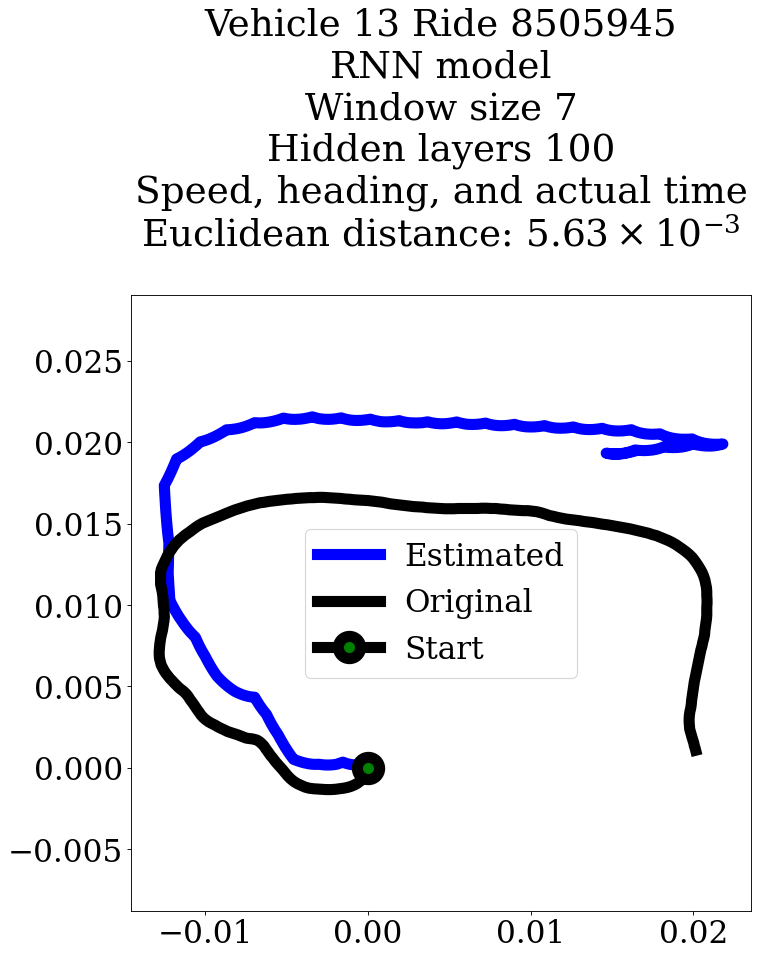 Vehicle 13 Ride 8505945
RNN model
Window size 7
Hidden layers 100
Speed, heading, and actual time
Euclidean distance: 5.63 × 10⁻³
0.025
0.020
0.015
0.010
0.005
0.000
−0.005
Estimated
Original
Start
−0.01 0.00 0.01 0.02